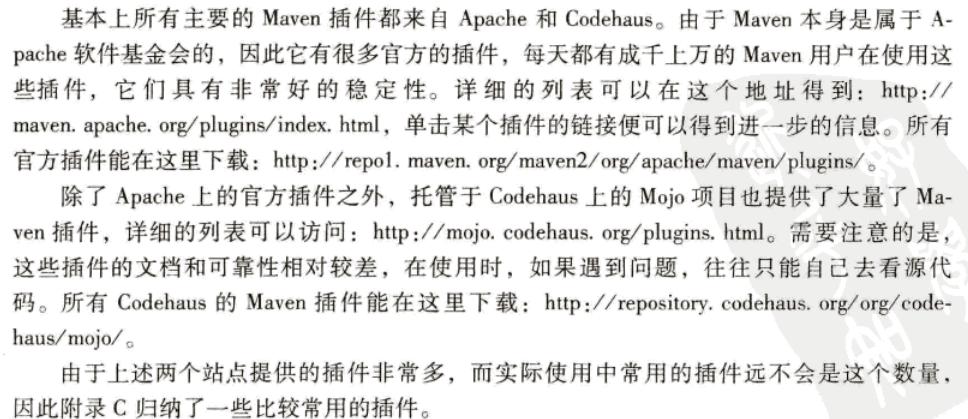 基本上所有主要的 Maven 插件都来自 Apache 和 Codehaus。由于 Maven 本身是属于 A-
pache 软件基金会的，因此它有很多官方的插件，每天都有成千上万的 Maven 用户在使用这
些插件，它们具有非常好的稳定性。详细的列表可以在这个地址得到：http://
maven. apache. org/plugins/index. html，单击某个插件的链接便可以得到进一步的信息。所有
官方插件能在这里下载：http://repo1. maven. org/maven2/org/apache/maven/plugins/。
除了 Apache 上的官方插件之外，托管于 Codehaus 上的 Mojo 项目也提供了大量了 Ma-
ven 插件，详细的列表可以访问：http://mojo. codehaus. org/plugins. html。需要注意的是，
这些插件的文档和可靠性相对较差，在使用时，如果遇到问题，往往只能自己去看源代
码。所有 Codehaus 的 Maven 插件能在这里下载：http://repository. codehaus. org/org/code-
haus/mojo/。
由于上述两个站点提供的插件非常多，而实际使用中常用的插件远不会是这个数量，
因此附录 C 归纳了一些比较常用的插件。